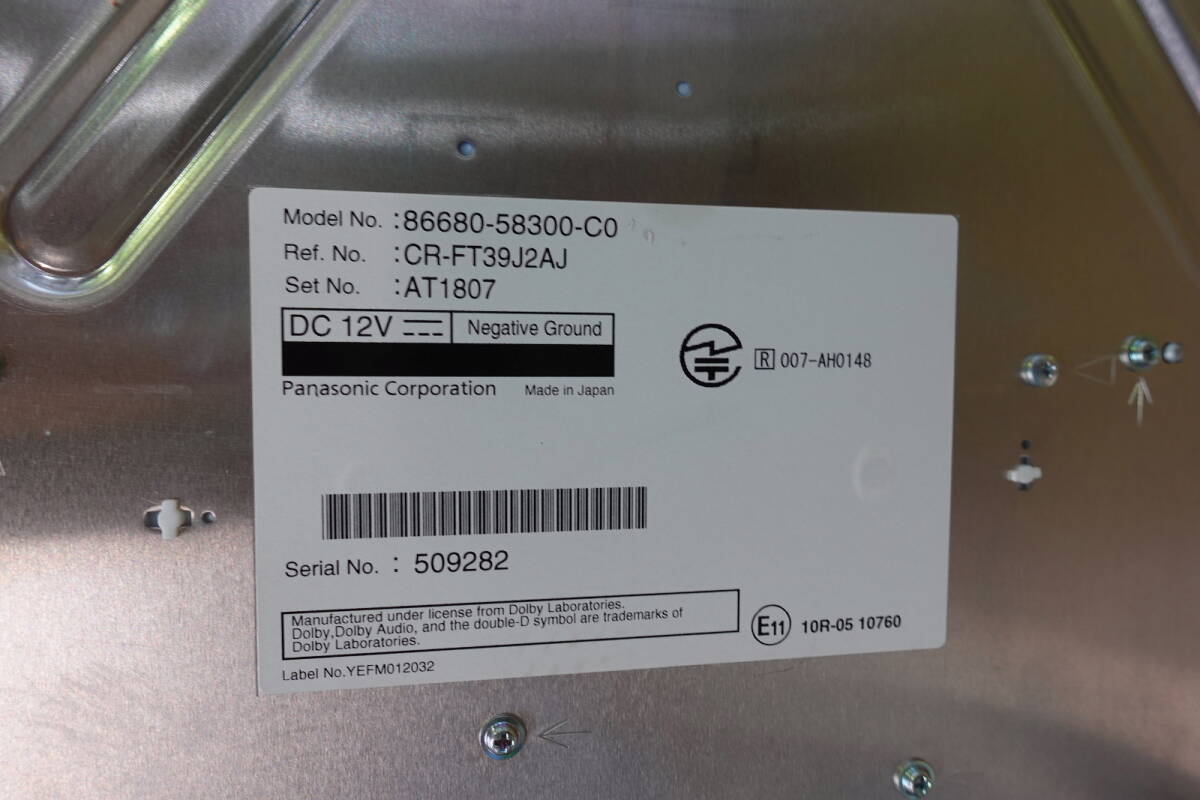 Model No. :86680-58300-C0
Ref. No. :CR-FT39J2AJ
Set No. :AT1807
DC 12V Negative Ground
Panasonic Corporation Made in Japan
R 007-AH0148
Serial No. : 509282
Manufactured under license from Dolby Laboratories.
Dolby,Dolby Audio, and the double-D symbol are trademarks of
Dolby Laboratories.
E11 10R-05 10760
Label No.YEFM012032